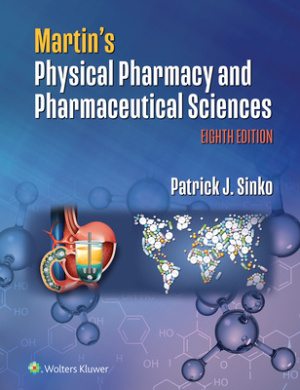 Martin's
Physical Pharmacy and
Pharmaceutical Sciences
EIGHTH EDITION
Patrick J. Sinko
Wolters Kluwer